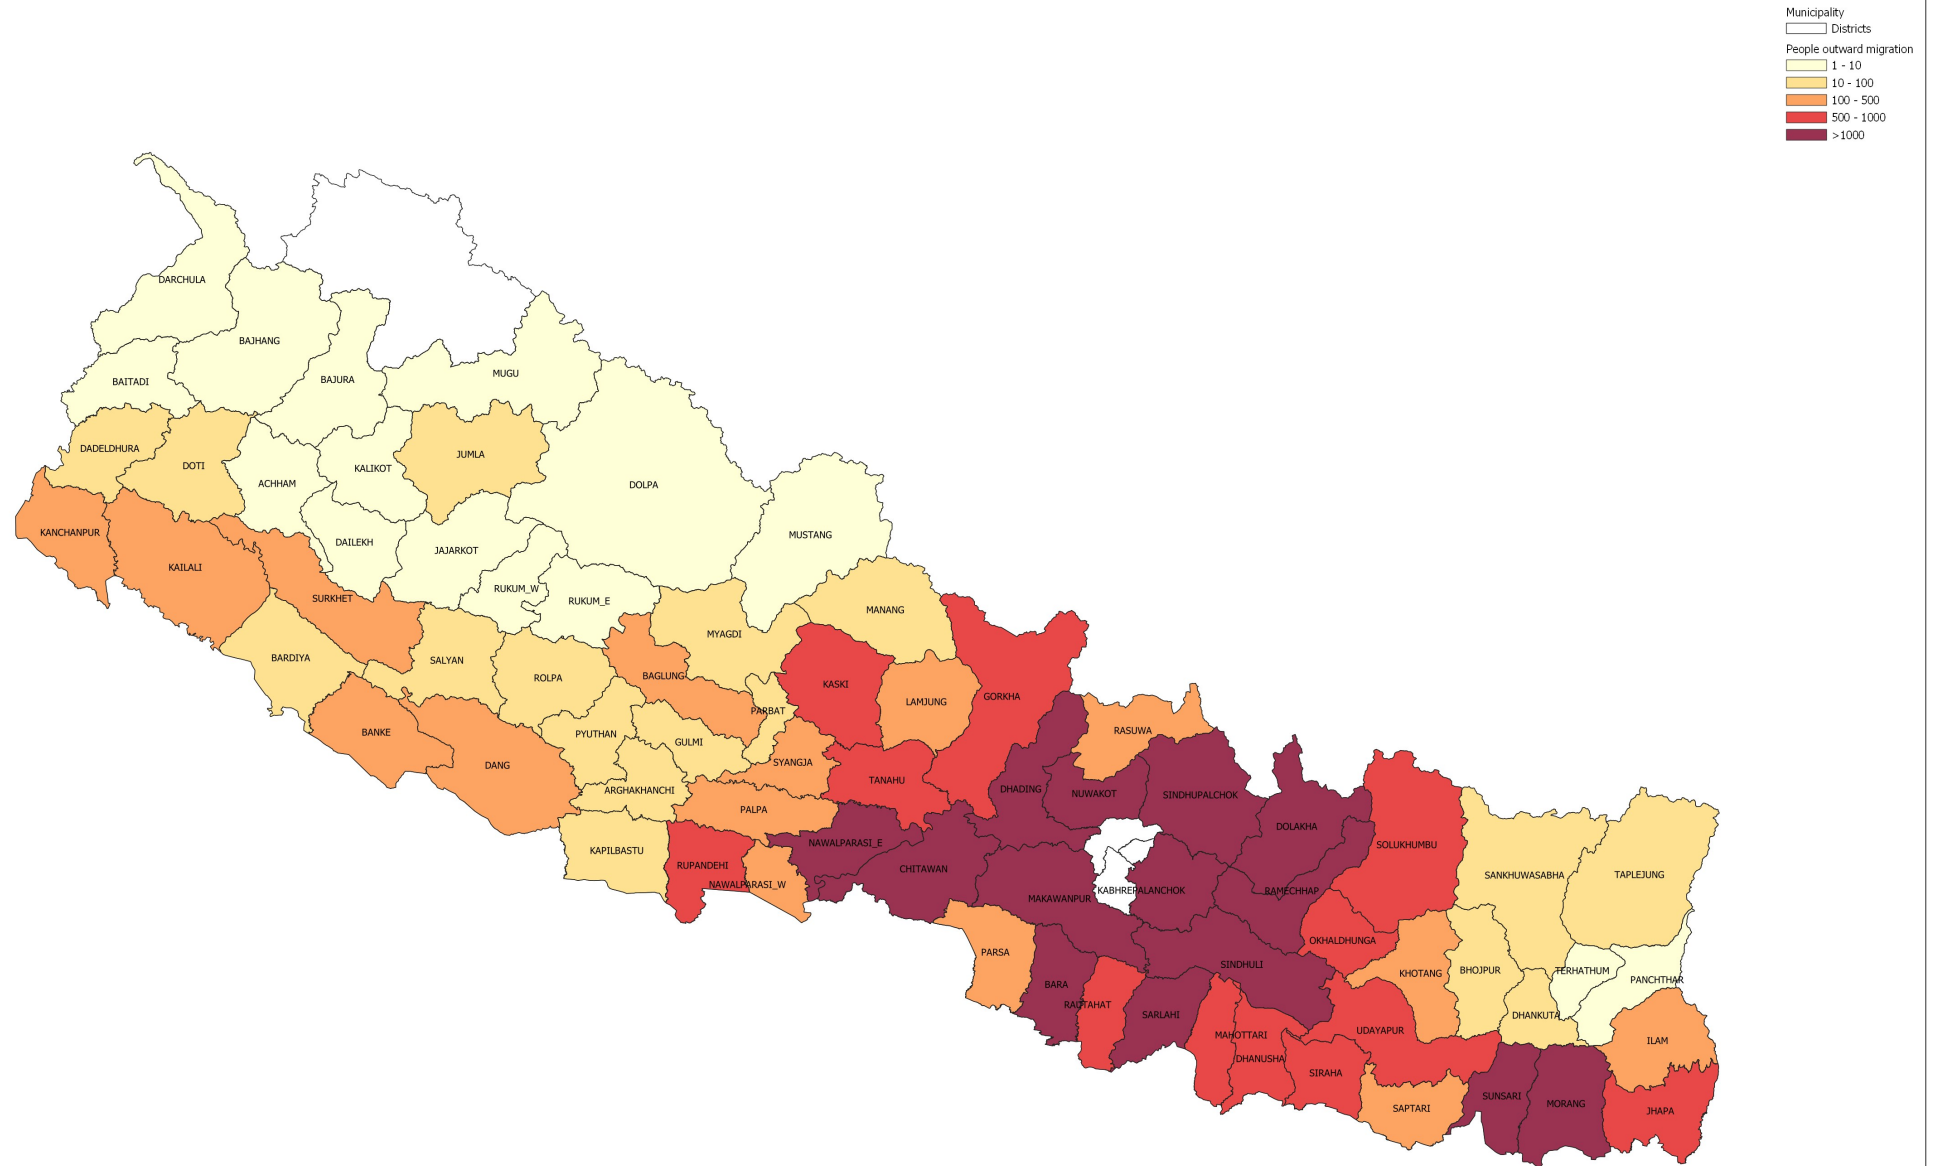 Municipality
Districts
People outward migration
1 - 10
10 - 100
100 - 500
500 - 1000
>1000
DARCHULA
BAJHANG
BAITADI
BAJURA
MUGU
DADELDHURA
DOTI
JUMLA
KALIKOT
ACHHAM
DOLPA
KANCHANPUR
MUSTANG
DAILEKH
JAJARKOT
KAILALI
RUKUM_W
SURKHET
RUKUM_E
MANANG
MYAGDI
BARDIYA
SALYAN
BAGLUNG
ROLPA
KASKI
GORKHA
LAMJUNG
PARBAT
BANKE
PYUTHAN
RASUWA
GULMI
SYANGJA
DANG
TANAHU
ARGHAKHANCHI
DHADING
NUWAKOT
SINDHUPALCHOK
PALPA
DOLAKHA
NAWALPARASI_E
SOLUKHUMBU
KAPILBASTU
RUPANDEHI
CHITAWAN
SANKHUWASABHA
TAPLEJUNG
NAWALPARASI_W
KABHREPALANCHOK
RAMECHHAP
MAKAWANPUR
OKHALDHUNGA
PARSA
SINDHULI
KHOTANG
BHOJPUR
TERHATHUM
PANCHTHAR
BARA
RAUTAHAT
SARLAHI
DHANKUTA
UDAYAPUR
MAHOTTARI
ILAM
DHANUSHA
SIRAHA
SUNSARI
MORANG
SAPTARI
JHAPA